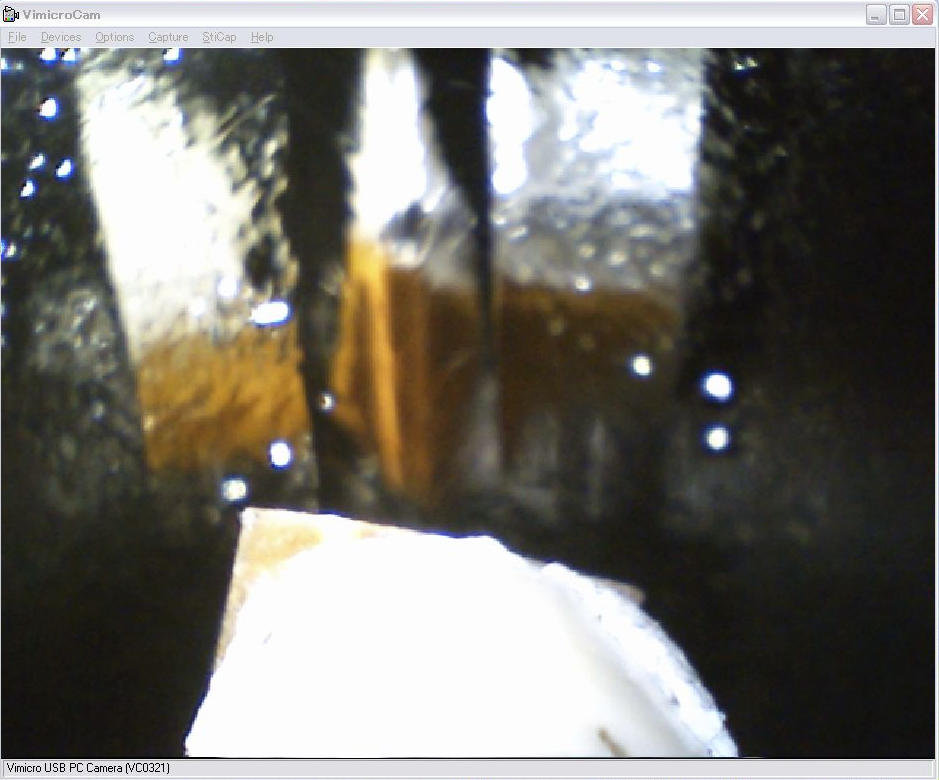 VimicroCam
File Devices Options Capture StiCap Help
Vimicro USB PC Camera (VC0321)